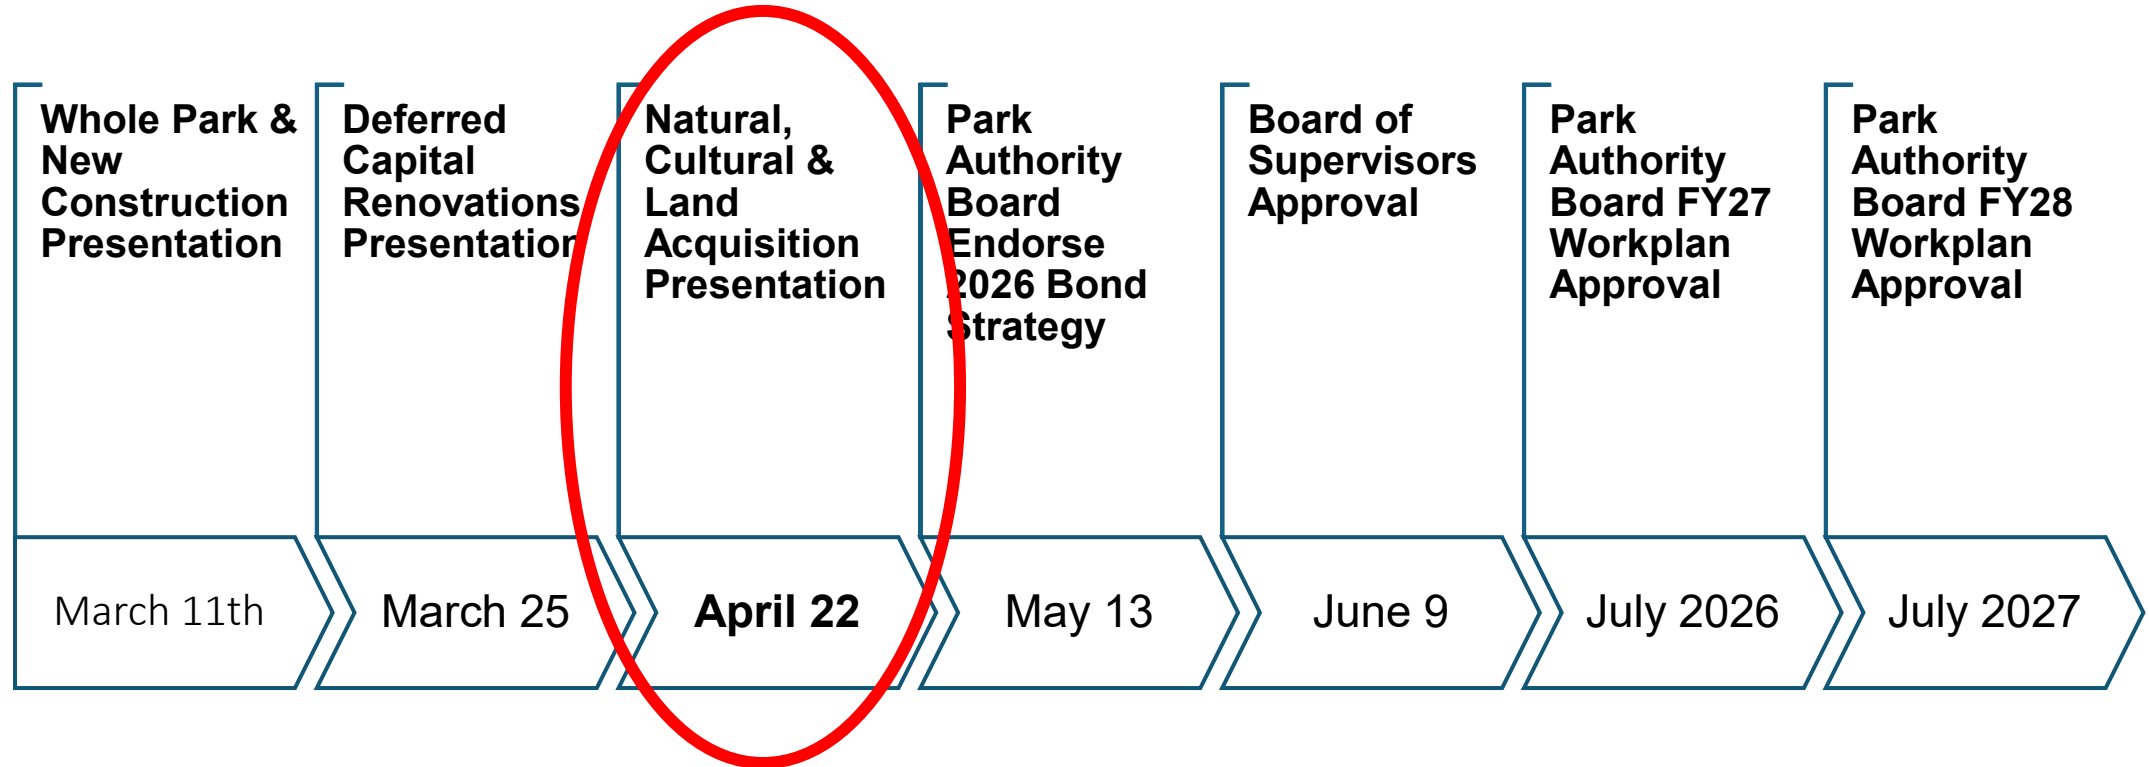 Whole Park &
New
Construction
Presentation
Deferred
Capital
Renovations
Presentation
Natural,
Cultural &
Land
Acquisition
Presentation
Park
Authority
Board
Endorse
2026 Bond
Strategy
Board of
Supervisors
Approval
Park
Authority
Board FY27
Workplan
Approval
Park
Authority
Board FY28
Workplan
Approval
March 11th
March 25
April 22
May 13
June 9
July 2026
July 2027